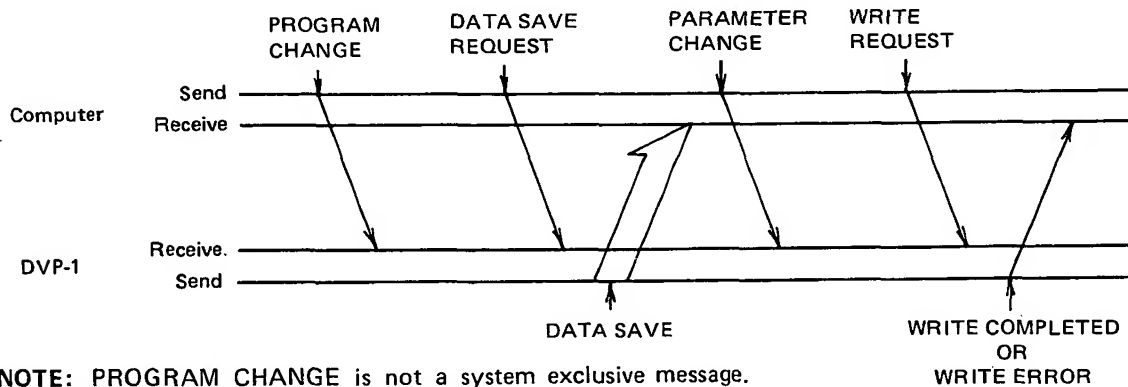 PROGRAM
CHANGE
DATA SAVE
REQUEST
PARAMETER
CHANGE
WRITE
REQUEST
Computer
Send
Receive
DVP-1
Receive.
Send
DATA SAVE
WRITE COMPLETED
OR
WRITE ERROR
NOTE: PROGRAM CHANGE is not a system exclusive message.